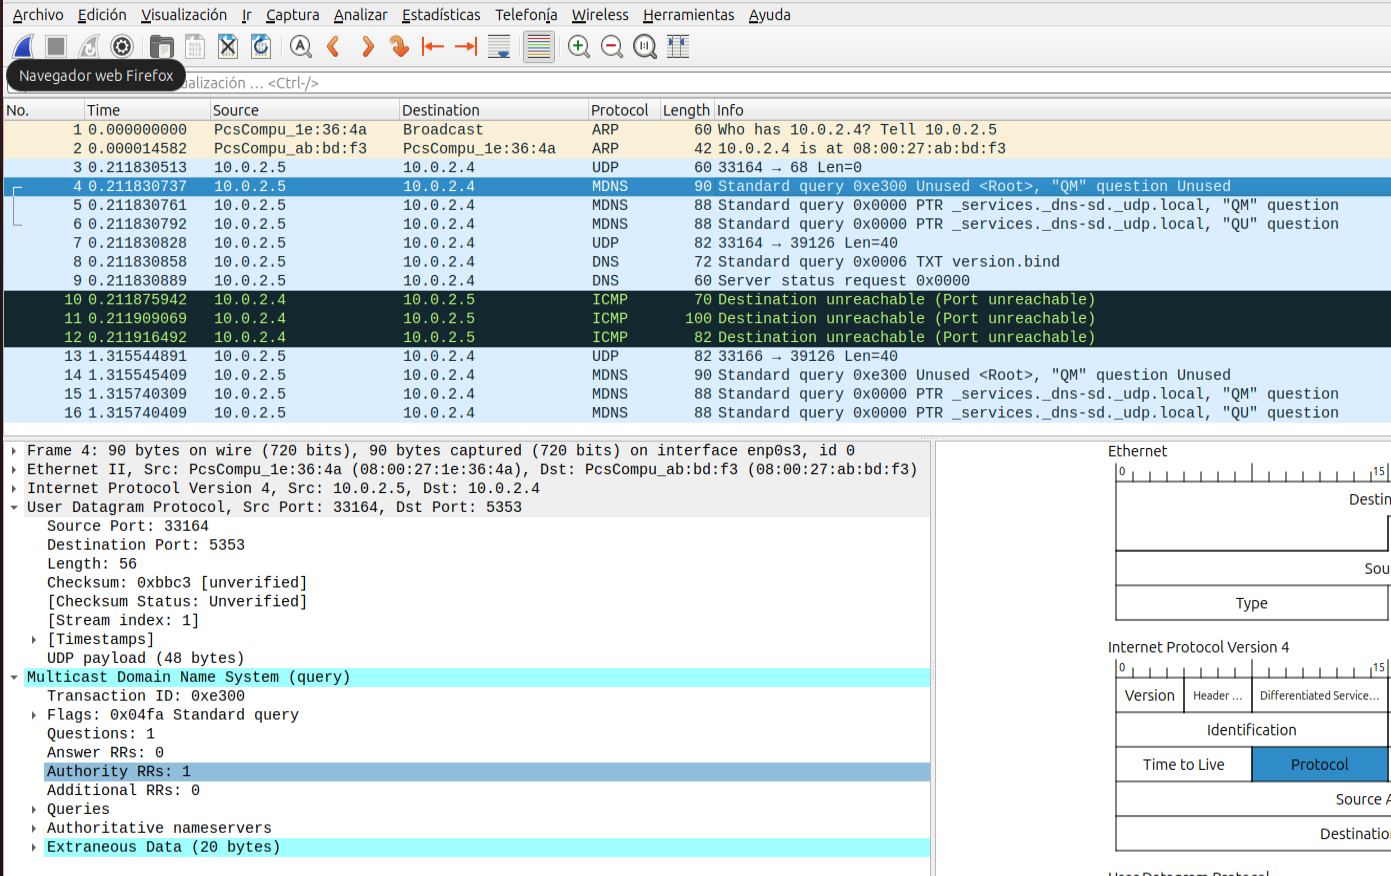 Archivo Edición Visualización Ir Captura Analizar Estadísticas Telefonía Wireless Herramientas Ayuda
Navegador web Firefox
ualización … <Ctrl-/>
No. Time Source Destination Protocol Length Info
1 0.000000000 PcsCompu_1e:36:4a Broadcast ARP 60 Who has 10.0.2.4? Tell 10.0.2.5
2 0.000014582 PcsCompu_ab:bd:f3 PcsCompu_1e:36:4a ARP 42 10.0.2.4 is at 08:00:27:ab:bd:f3
3 0.211830513 10.0.2.5 10.0.2.4 UDP 60 33164 → 68 Len=0
4 0.211830737 10.0.2.5 10.0.2.4 MDNS 90 Standard query 0xe300 Unused <Root>, "QM" question Unused
5 0.211830761 10.0.2.5 10.0.2.4 MDNS 88 Standard query 0x0000 PTR _services._dns-sd._udp.local, "QM" question
6 0.211830792 10.0.2.5 10.0.2.4 MDNS 88 Standard query 0x0000 PTR _services._dns-sd._udp.local, "QU" question
7 0.211830828 10.0.2.5 10.0.2.4 UDP 82 33164 → 39126 Len=40
8 0.211830858 10.0.2.5 10.0.2.4 DNS 72 Standard query 0x0006 TXT version.bind
9 0.211830889 10.0.2.5 10.0.2.4 DNS 60 Server status request 0x0000
10 0.211875942 10.0.2.4 10.0.2.5 ICMP 70 Destination unreachable (Port unreachable)
11 0.211909069 10.0.2.4 10.0.2.5 ICMP 100 Destination unreachable (Port unreachable)
12 0.211916492 10.0.2.4 10.0.2.5 ICMP 82 Destination unreachable (Port unreachable)
13 1.315544891 10.0.2.5 10.0.2.4 UDP 82 33166 → 39126 Len=40
14 1.315545409 10.0.2.5 10.0.2.4 MDNS 90 Standard query 0xe300 Unused <Root>, "QM" question Unused
15 1.315740309 10.0.2.5 10.0.2.4 MDNS 88 Standard query 0x0000 PTR _services._dns-sd._udp.local, "QM" question
16 1.315740409 10.0.2.5 10.0.2.4 MDNS 88 Standard query 0x0000 PTR _services._dns-sd._udp.local, "QU" question
Frame 4: 90 bytes on wire (720 bits), 90 bytes captured (720 bits) on interface enp0s3, id 0
Ethernet II, Src: PcsCompu_1e:36:4a (08:00:27:1e:36:4a), Dst: PcsCompu_ab:bd:f3 (08:00:27:ab:bd:f3)
Internet Protocol Version 4, Src: 10.0.2.5, Dst: 10.0.2.4
User Datagram Protocol, Src Port: 33164, Dst Port: 5353
Source Port: 33164
Destination Port: 5353
Length: 56
Checksum: 0xbbc3 [unverified]
[Checksum Status: Unverified]
[Stream index: 1]
[Timestamps]
UDP payload (48 bytes)
Multicast Domain Name System (query)
Transaction ID: 0xe300
Flags: 0x04fa Standard query
Questions: 1
Answer RRs: 0
Authority RRs: 1
Additional RRs: 0
Queries
Authoritative nameservers
Extraneous Data (20 bytes)
Ethernet
0 15
Destin
Sou
Type
Internet Protocol Version 4
0 15
Version Header ... Differentiated Service...
Identification
Time to Live Protocol
Source A
Destinatio